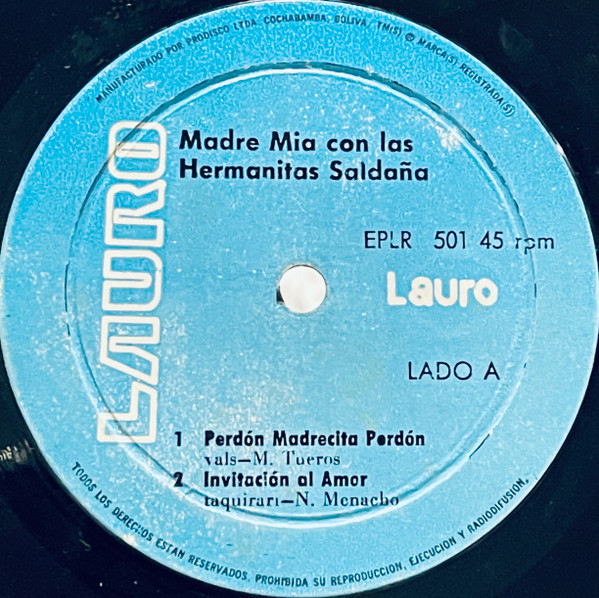 MANUFACTURADO POR PRODISCO LTDA. COCHABAMBA, BOLIVA, TM(S) © MARCA(S) REGISTRADA(S)
LAURO
Madre Mia con las
Hermanitas Saldaña
EPLR 501 45 rpm
Lauro
LADO A
1 Perdón Madrecita Perdón
vals—M. Tueros
2 Invitación al Amor
taquirari—N. Menacho
TODOS LOS DERECHOS ESTAN RESERVADOS. PROHIBIDA SU REPRODUCCION, EJECUCION Y RADIODIFUSION.